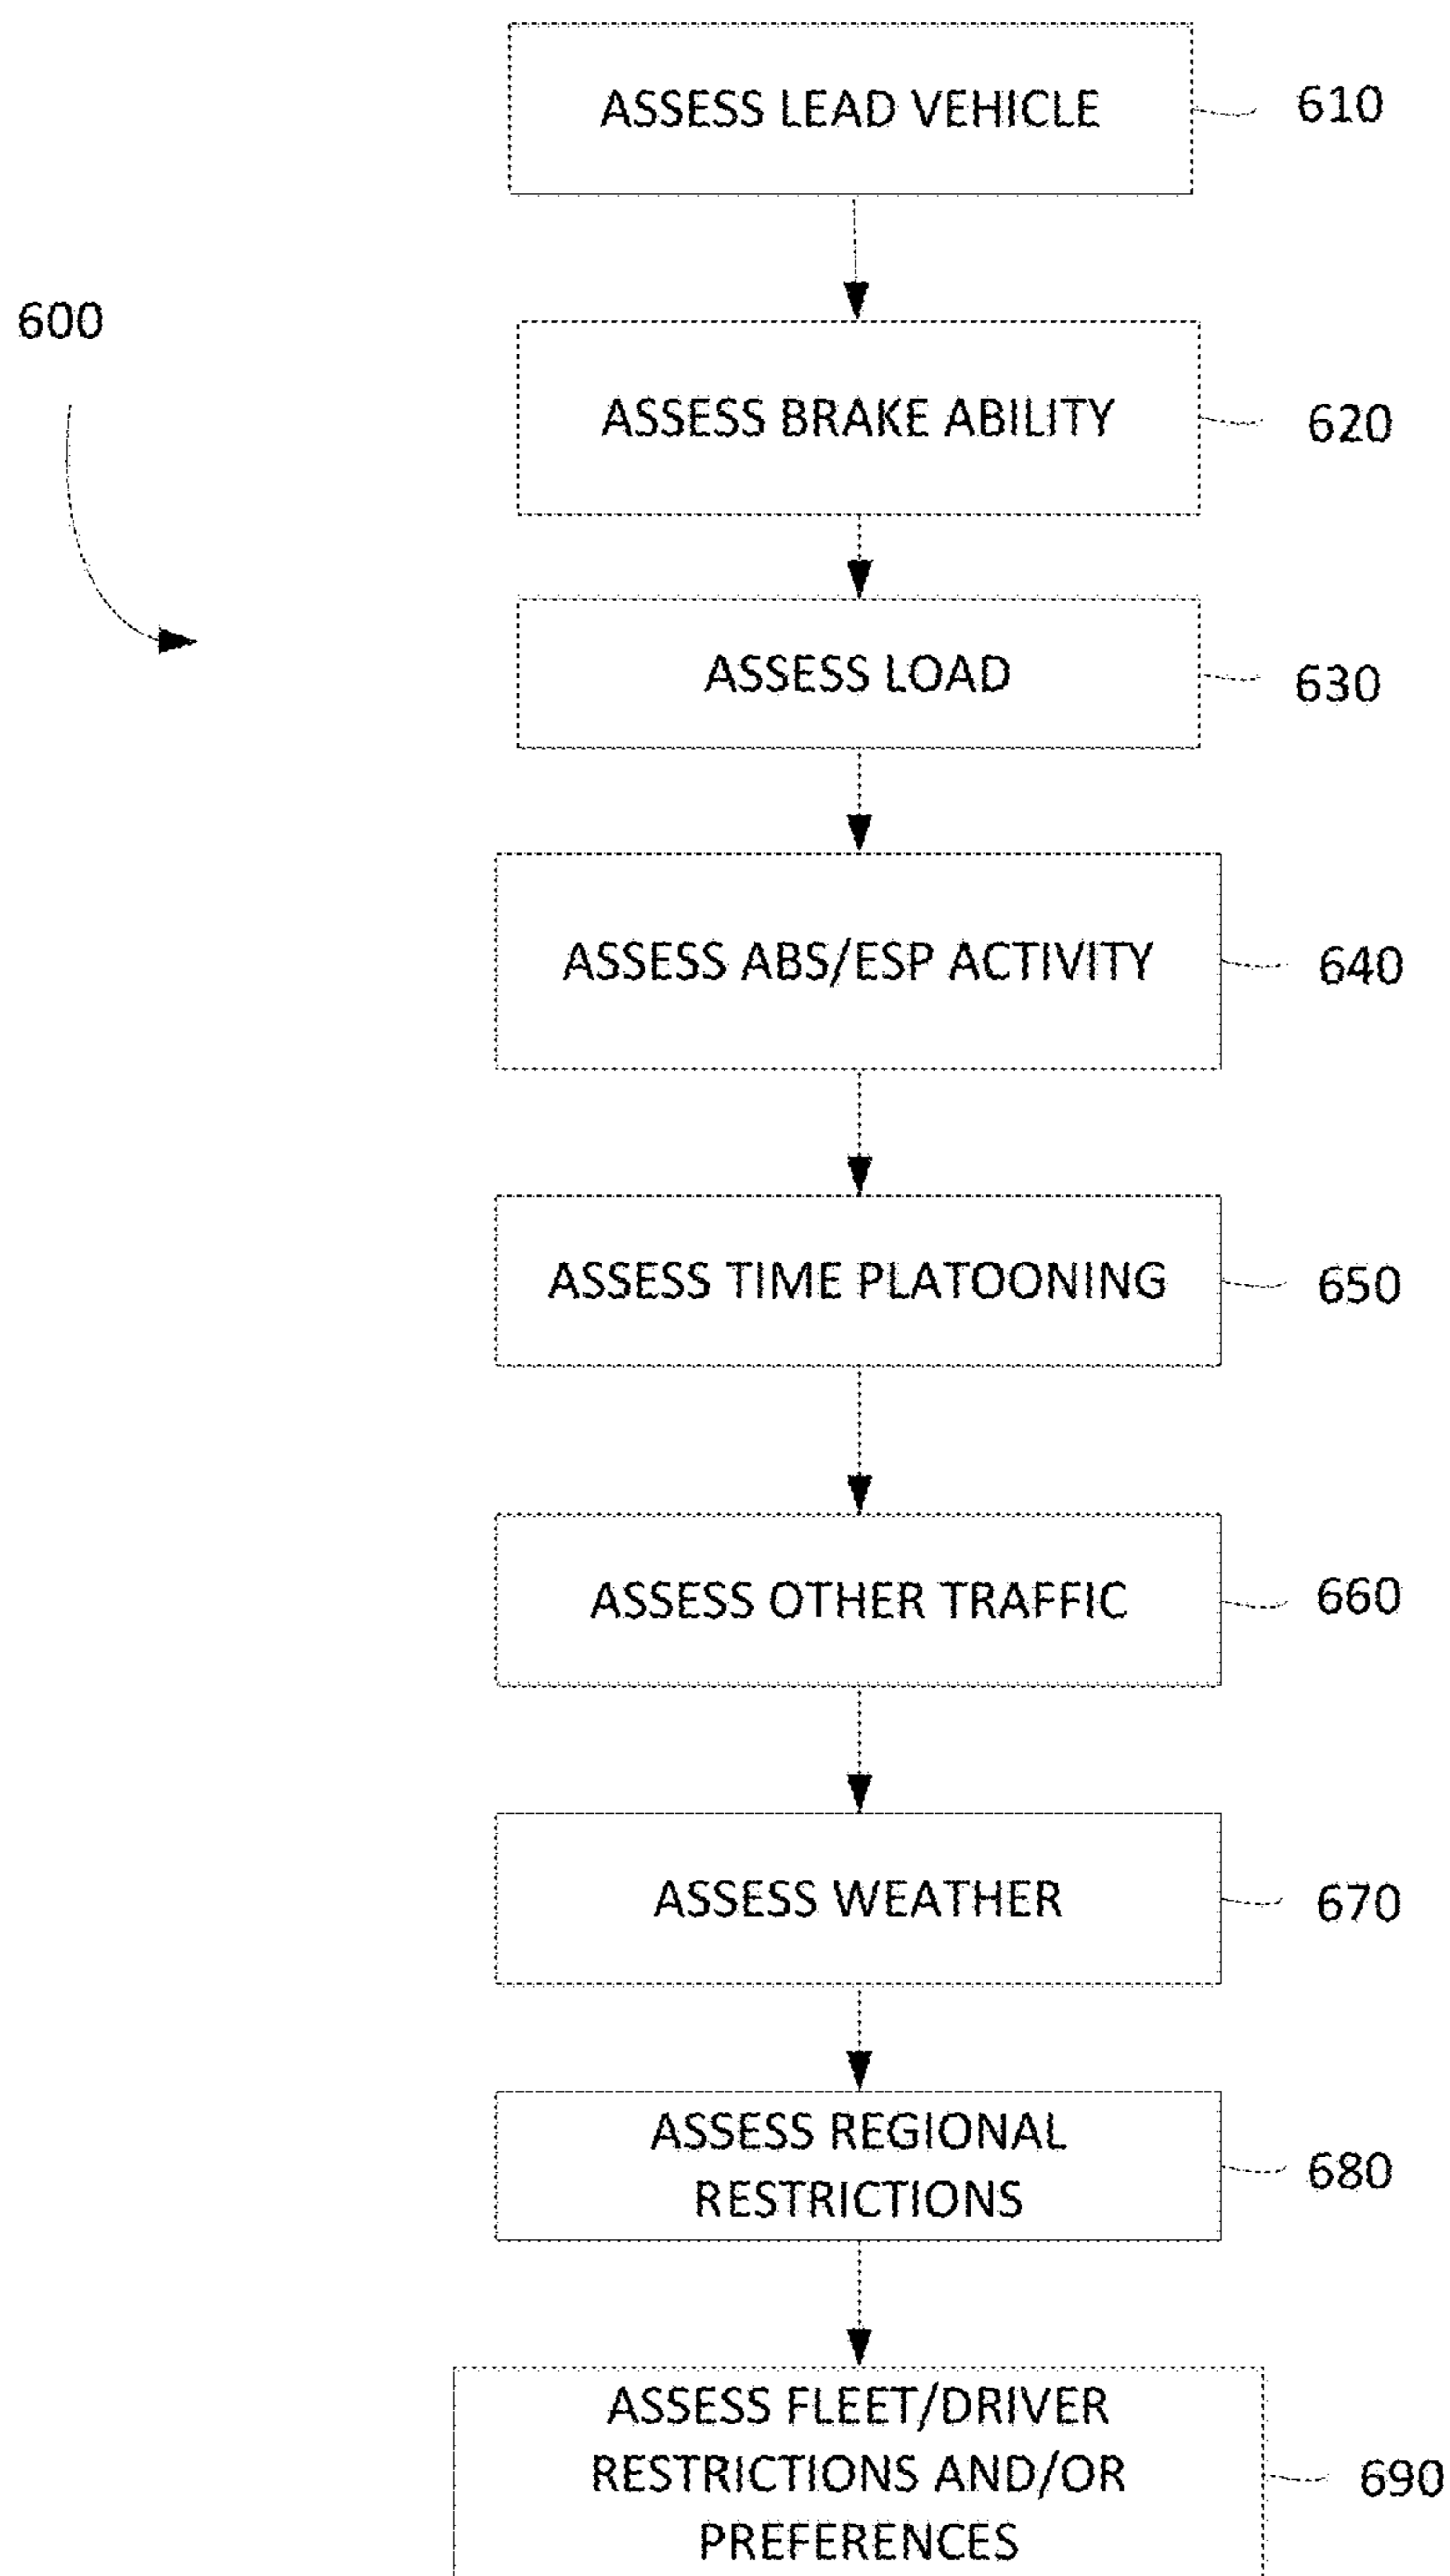 ASSESS LEAD VEHICLE
610
600
ASSESS BRAKE ABILITY
620
ASSESS LOAD
630
ASSESS ABS/ESP ACTIVITY
640
ASSESS TIME PLATOONING
650
ASSESS OTHER TRAFFIC
660
ASSESS WEATHER
670
ASSESS REGIONAL
RESTRICTIONS
680
ASSESS FLEET/DRIVER
RESTRICTIONS AND/OR
PREFERENCES
690